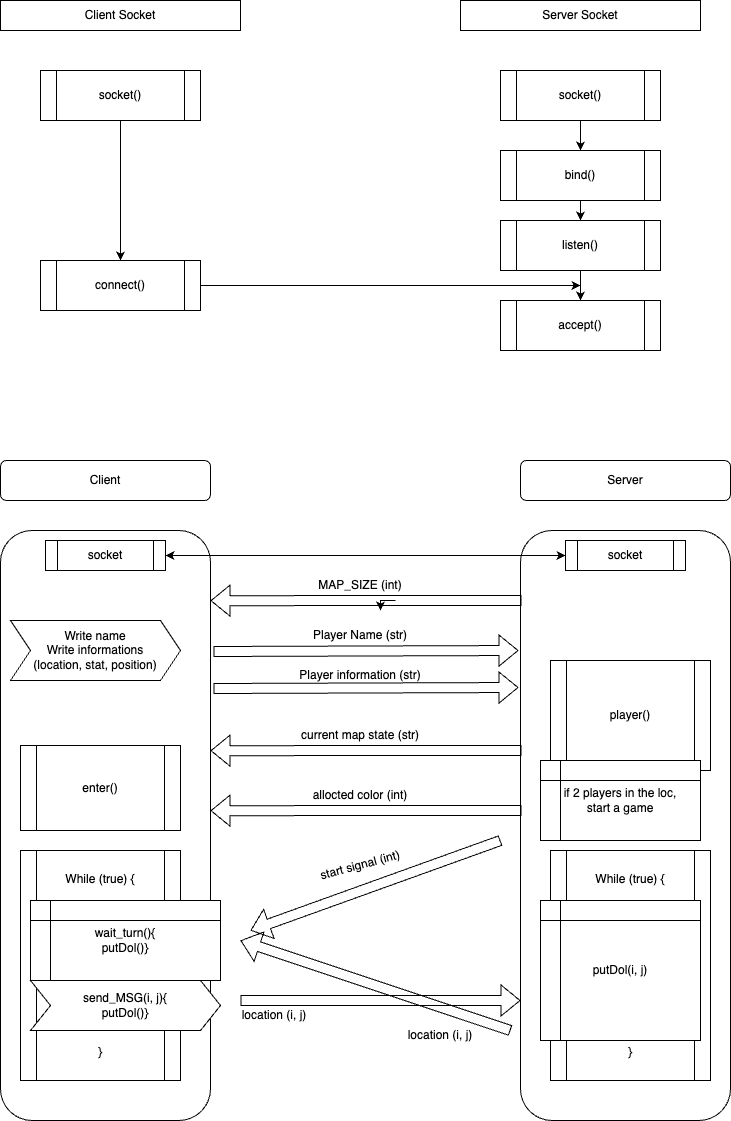 Client Socket
Server Socket
socket()
socket()
bind()
listen()
connect()
accept()
Client
Server
socket
socket
MAP_SIZE (int)
Write name
Write informations
(location, stat, position)
Player Name (str)
Player information (str)
player()
current map state (str)
enter()
allocted color (int)
if 2 players in the loc,
start a game
start signal (int)
While (true) {
While (true) {
wait_turn(){
putDol()}
putDol(i, j)
send_MSG(i, j){
putDol()}
location (i, j)
location (i, j)
}
}